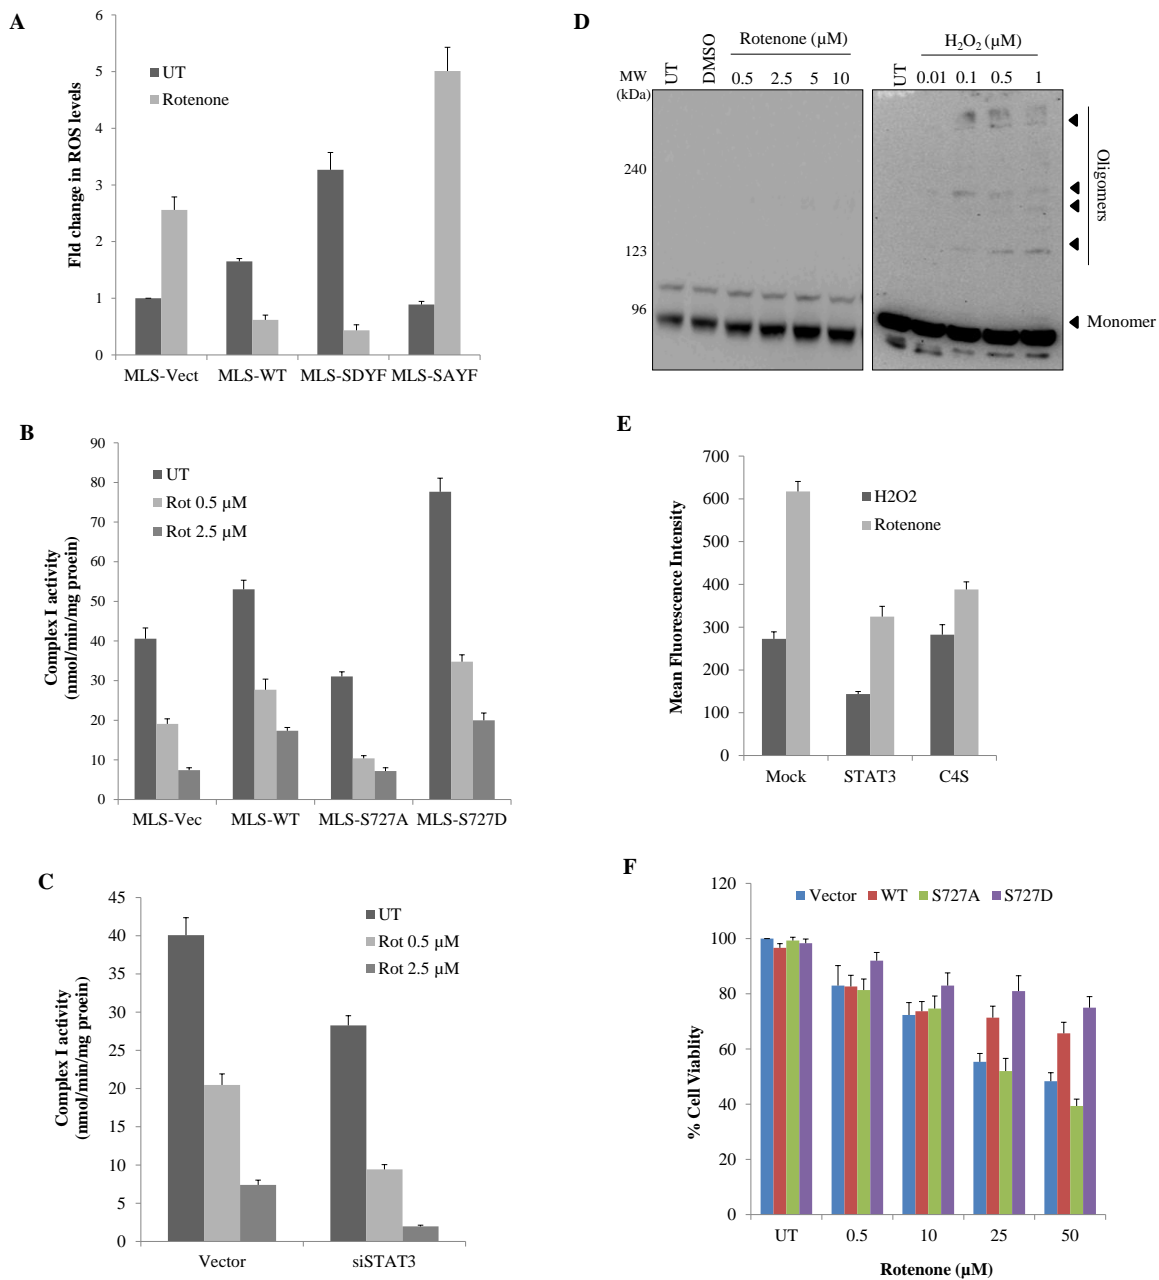 A
6
5
4
3
2
1
0
Fld change in ROS levels
UT
Rotenone
MLS-Vect MLS-WT MLS-SDYF MLS-SAYF
B
90
80
70
60
50
40
30
20
10
0
Complex I activity
(nmol/min/mg proein)
UT
Rot 0.5 µM
Rot 2.5 µM
MLS-Vec MLS-WT MLS-S727A MLS-S727D
C
45
40
35
30
25
20
15
10
5
0
Complex I activity
(nmol/min/mg proein)
UT
Rot 0.5 µM
Rot 2.5 µM
Vector siSTAT3
D
Rotenone (µM) H₂O₂ (µM)
MW
(kDa)
UT DMSO 0.5 2.5 5 10 UT 0.01 0.1 0.5 1
240
123
96
Oligomers
Monomer
E
700
600
500
400
300
200
100
0
Mean Fluorescence Intensity
H2O2
Rotenone
Mock STAT3 C4S
F
120
100
80
60
40
20
0
% Cell Viablity
Vector WT S727A S727D
UT 0.5 10 25 50
Rotenone (µM)